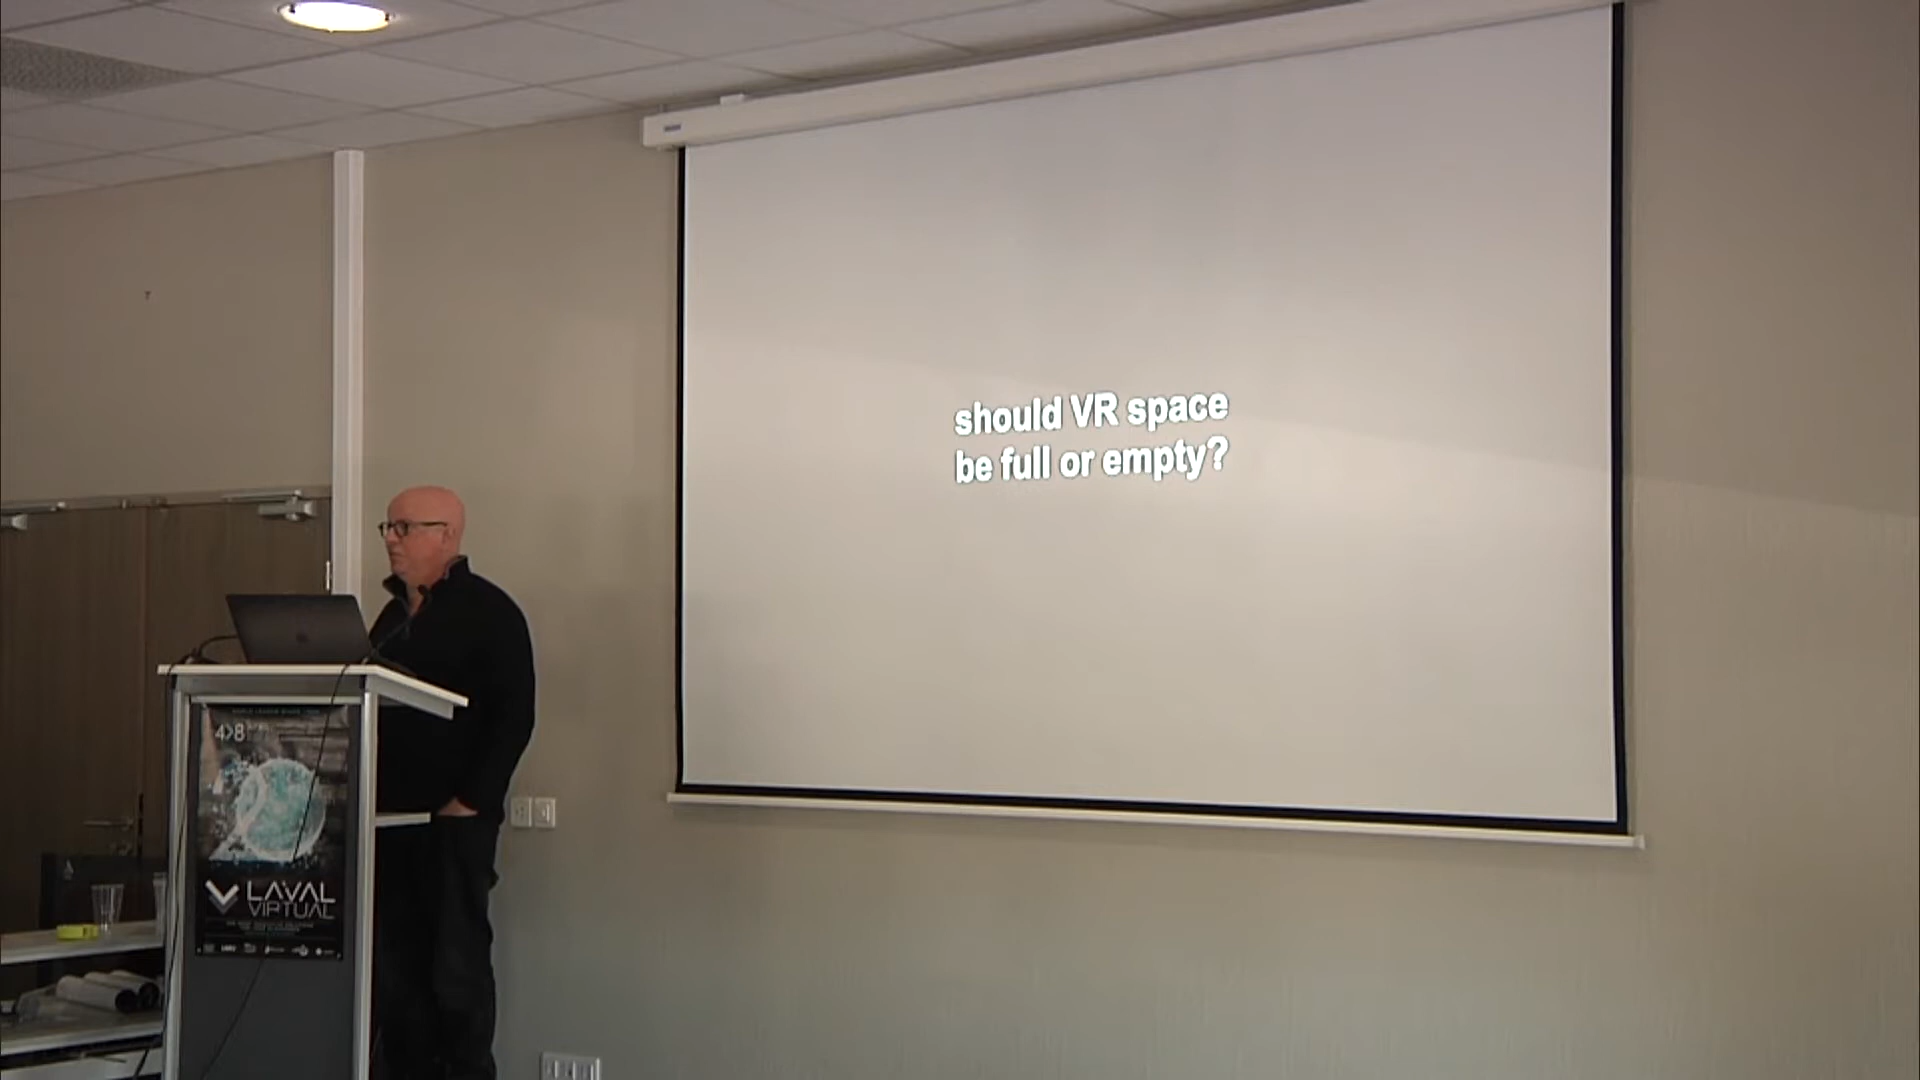 should VR space
be full or empty?
4>8
LAVAL
VIRTUAL